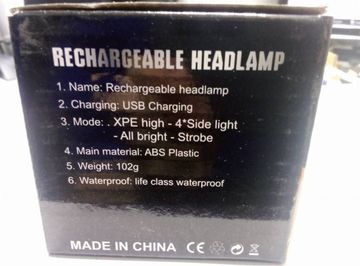 RECHARGEABLE HEADLAMP
1. Name: Rechargeable headlamp
2. Charging: USB Charging
3. Mode: . XPE high - 4*Side light
- All bright - Strobe
4. Main material: ABS Plastic
5. Weight: 102g
6. Waterproof: life class waterproof
MADE IN CHINA CE